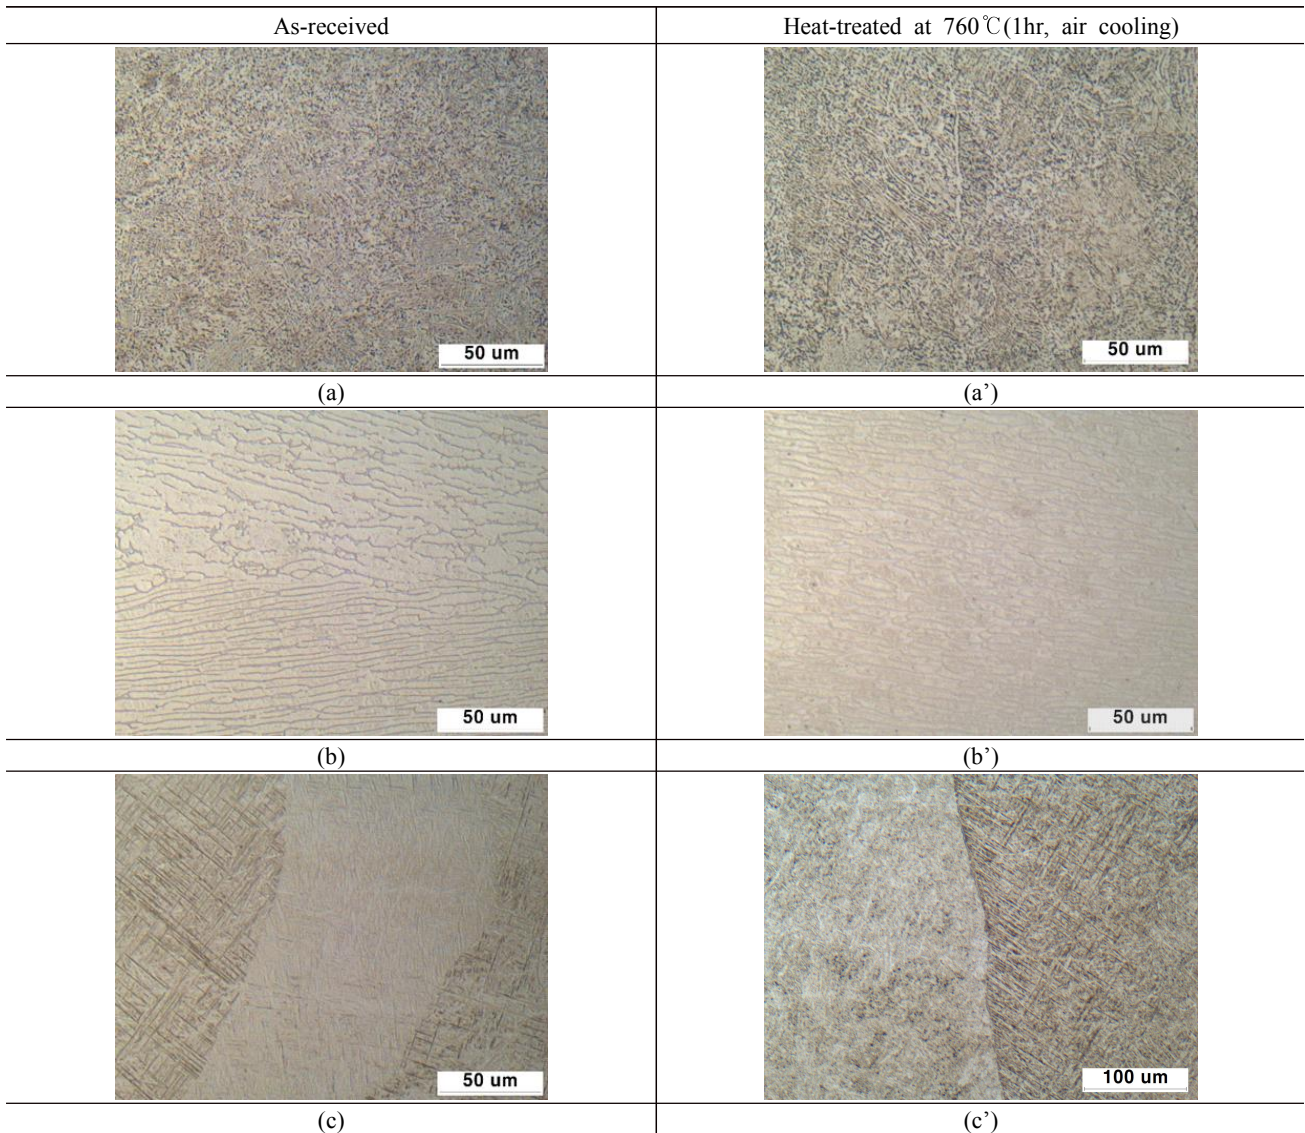 As-received
Heat-treated at 760℃(1hr, air cooling)
50 um
50 um
(a)
(a’)
50 um
50 um
(b)
(b’)
50 um
100 um
(c)
(c’)